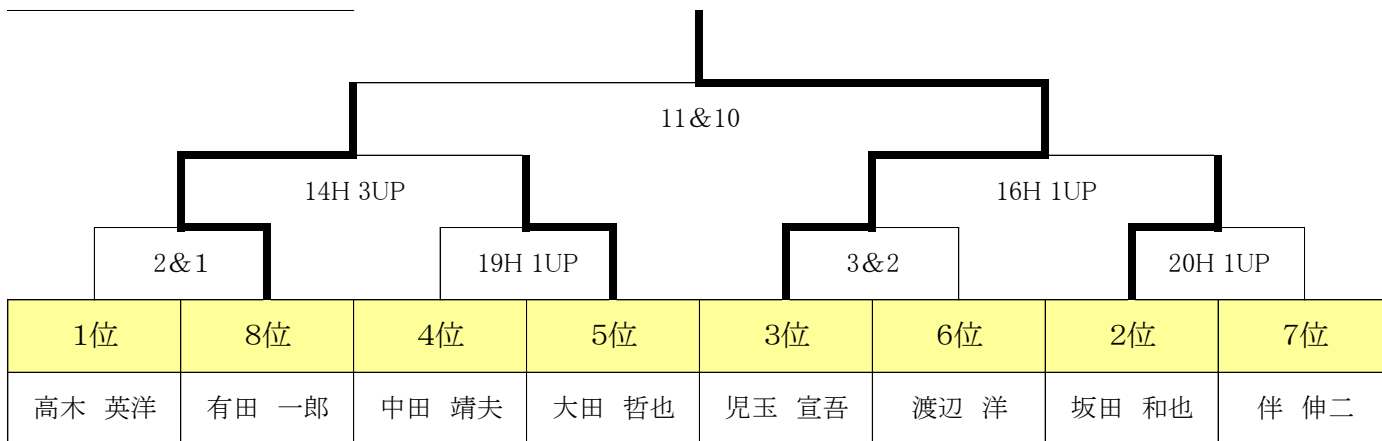 11&10
14H 3UP 16H 1UP
2&1 19H 1UP 3&2 20H 1UP
1位 8位 4位 5位 3位 6位 2位 7位
高木 英洋 有田 一郎 中田 靖夫 大田 哲也 児玉 宣吾 渡辺 洋 坂田 和也 伴 伸二